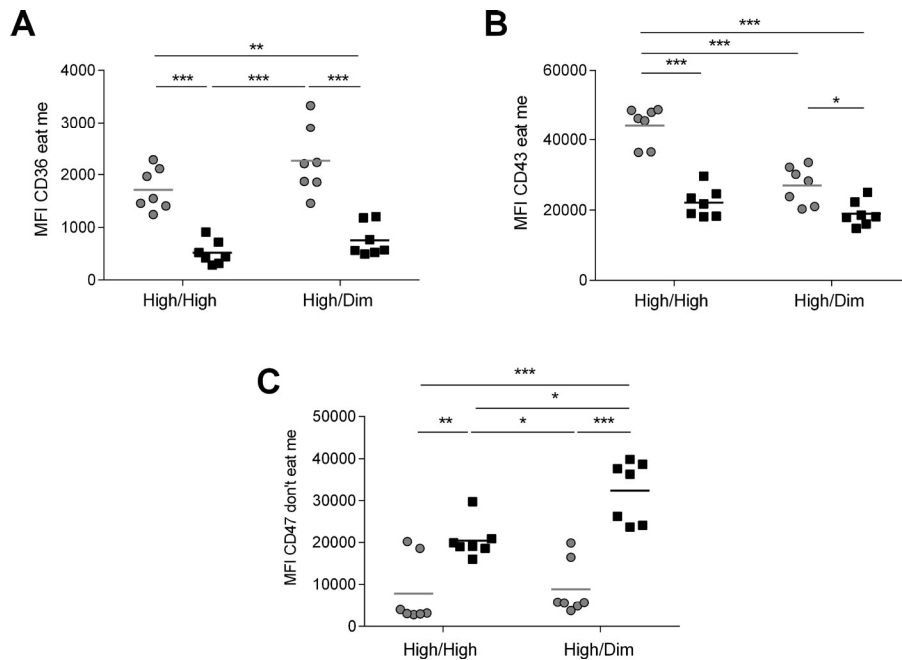 A
**
***
***
***
4000
3000
2000
1000
0
MFI CD36 eat me
High/High
High/Dim
B
***
***
***
*
60000
40000
20000
0
MFI CD43 eat me
High/High
High/Dim
C
***
*
**
*
***
50000
40000
30000
20000
10000
0
MFI CD47 don't eat me
High/High
High/Dim